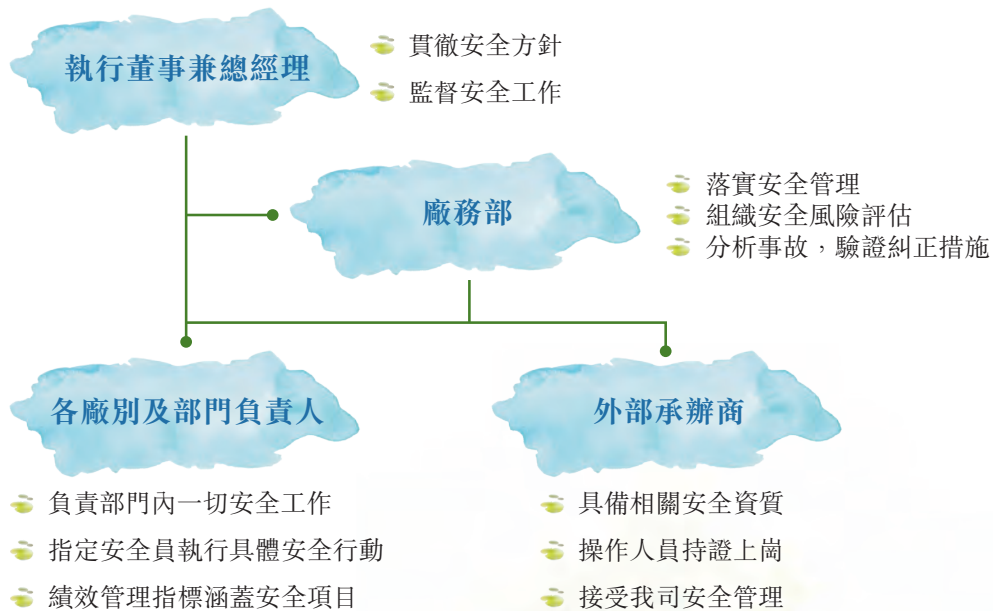 執行董事兼總經理
貫徹安全方針
監督安全工作
廠務部
落實安全管理
組織安全風險評估
分析事故，驗證糾正措施
各廠別及部門負責人
負責部門內一切安全工作
指定安全員執行具體安全行動
績效管理指標涵蓋安全項目
外部承辦商
具備相關安全資質
操作人員持證上崗
接受我司安全管理